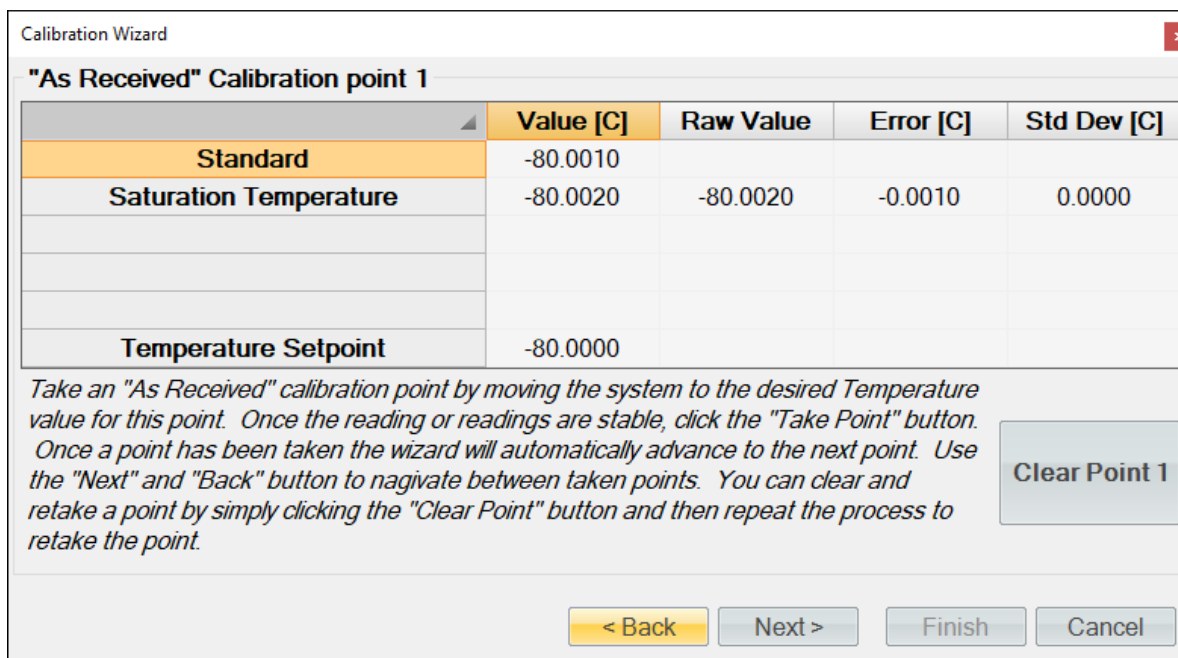 Calibration Wizard
"As Received" Calibration point 1
Value [C] Raw Value Error [C] Std Dev [C]
Standard -80.0010
Saturation Temperature -80.0020 -80.0020 -0.0010 0.0000
Temperature Setpoint -80.0000
Take an "As Received" calibration point by moving the system to the desired Temperature
value for this point. Once the reading or readings are stable, click the "Take Point" button.
Once a point has been taken the wizard will automatically advance to the next point. Use
the "Next" and "Back" button to nagivate between taken points. You can clear and
retake a point by simply clicking the "Clear Point" button and then repeat the process to
retake the point.
Clear Point 1
< Back Next > Finish Cancel